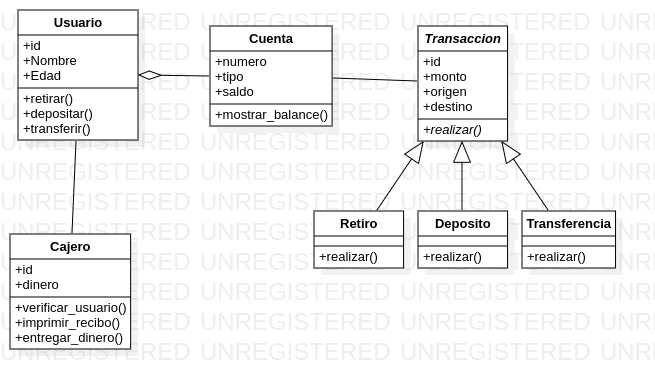 Usuario
+id
+Nombre
+Edad
+retirar()
+depositar()
+transferir()
Cuenta
+numero
+tipo
+saldo
+mostrar_balance()
Transaccion
+id
+monto
+origen
+destino
+realizar()
Retiro
+realizar()
Deposito
+realizar()
Transferencia
+realizar()
Cajero
+id
+dinero
+verificar_usuario()
+imprimir_recibo()
+entregar_dinero()
UNREGISTERED